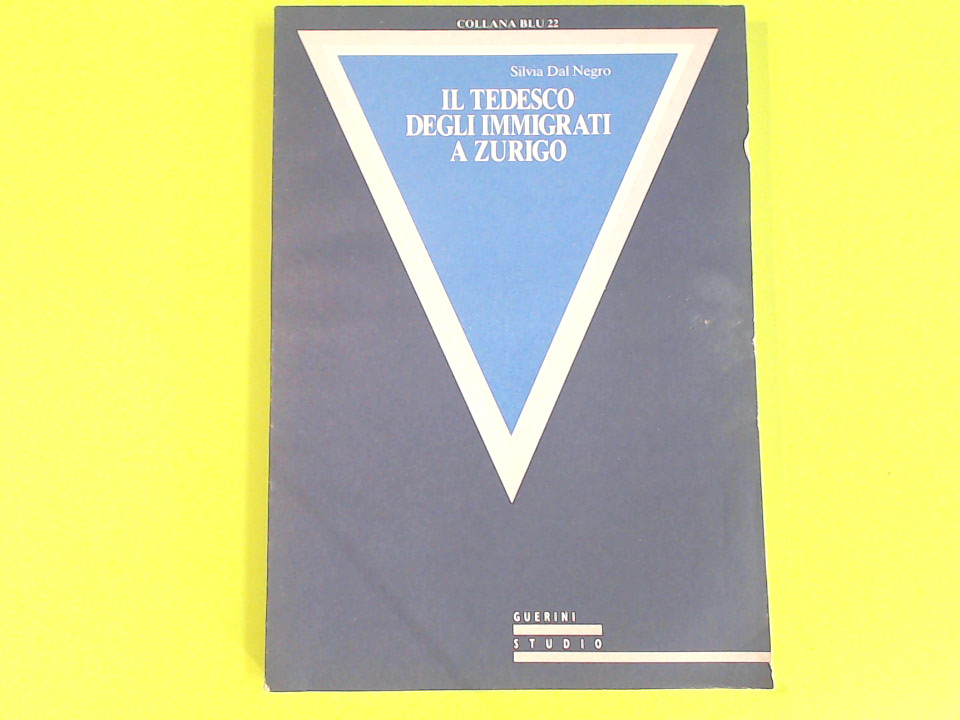 COLLANA BLU 22
Silvia Dal Negro
IL TEDESCO
DEGLI IMMIGRATI
A ZURIGO
GUERINI
STUDIO